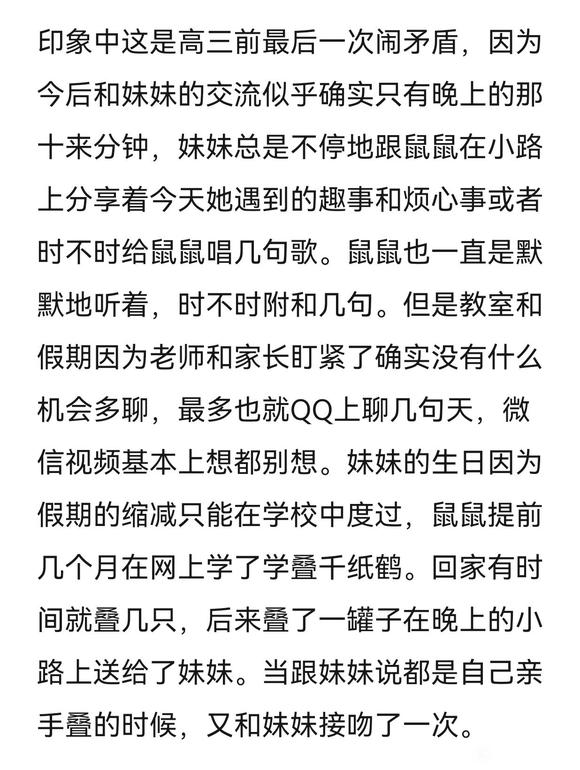 印象中这是高三前最后一次闹矛盾，因为
今后和妹妹的交流似乎确实只有晚上的那
十来分钟，妹妹总是不停地跟鼠鼠在小路
上分享着今天她遇到的趣事和烦心事或者
时不时给鼠鼠唱几句歌。鼠鼠也一直是默
默地听着，时不时附和几句。但是教室和
假期因为老师和家长盯紧了确实没有什么
机会多聊，最多也就QQ上聊几句天，微
信视频基本上想都别想。妹妹的生日因为
假期的缩减只能在学校中度过，鼠鼠提前
几个月在网上学了学叠千纸鹤。回家有时
间就叠几只，后来叠了一罐子在晚上的小
路上送给了妹妹。当跟妹妹说都是自己亲
手叠的时候，又和妹妹接吻了一次。